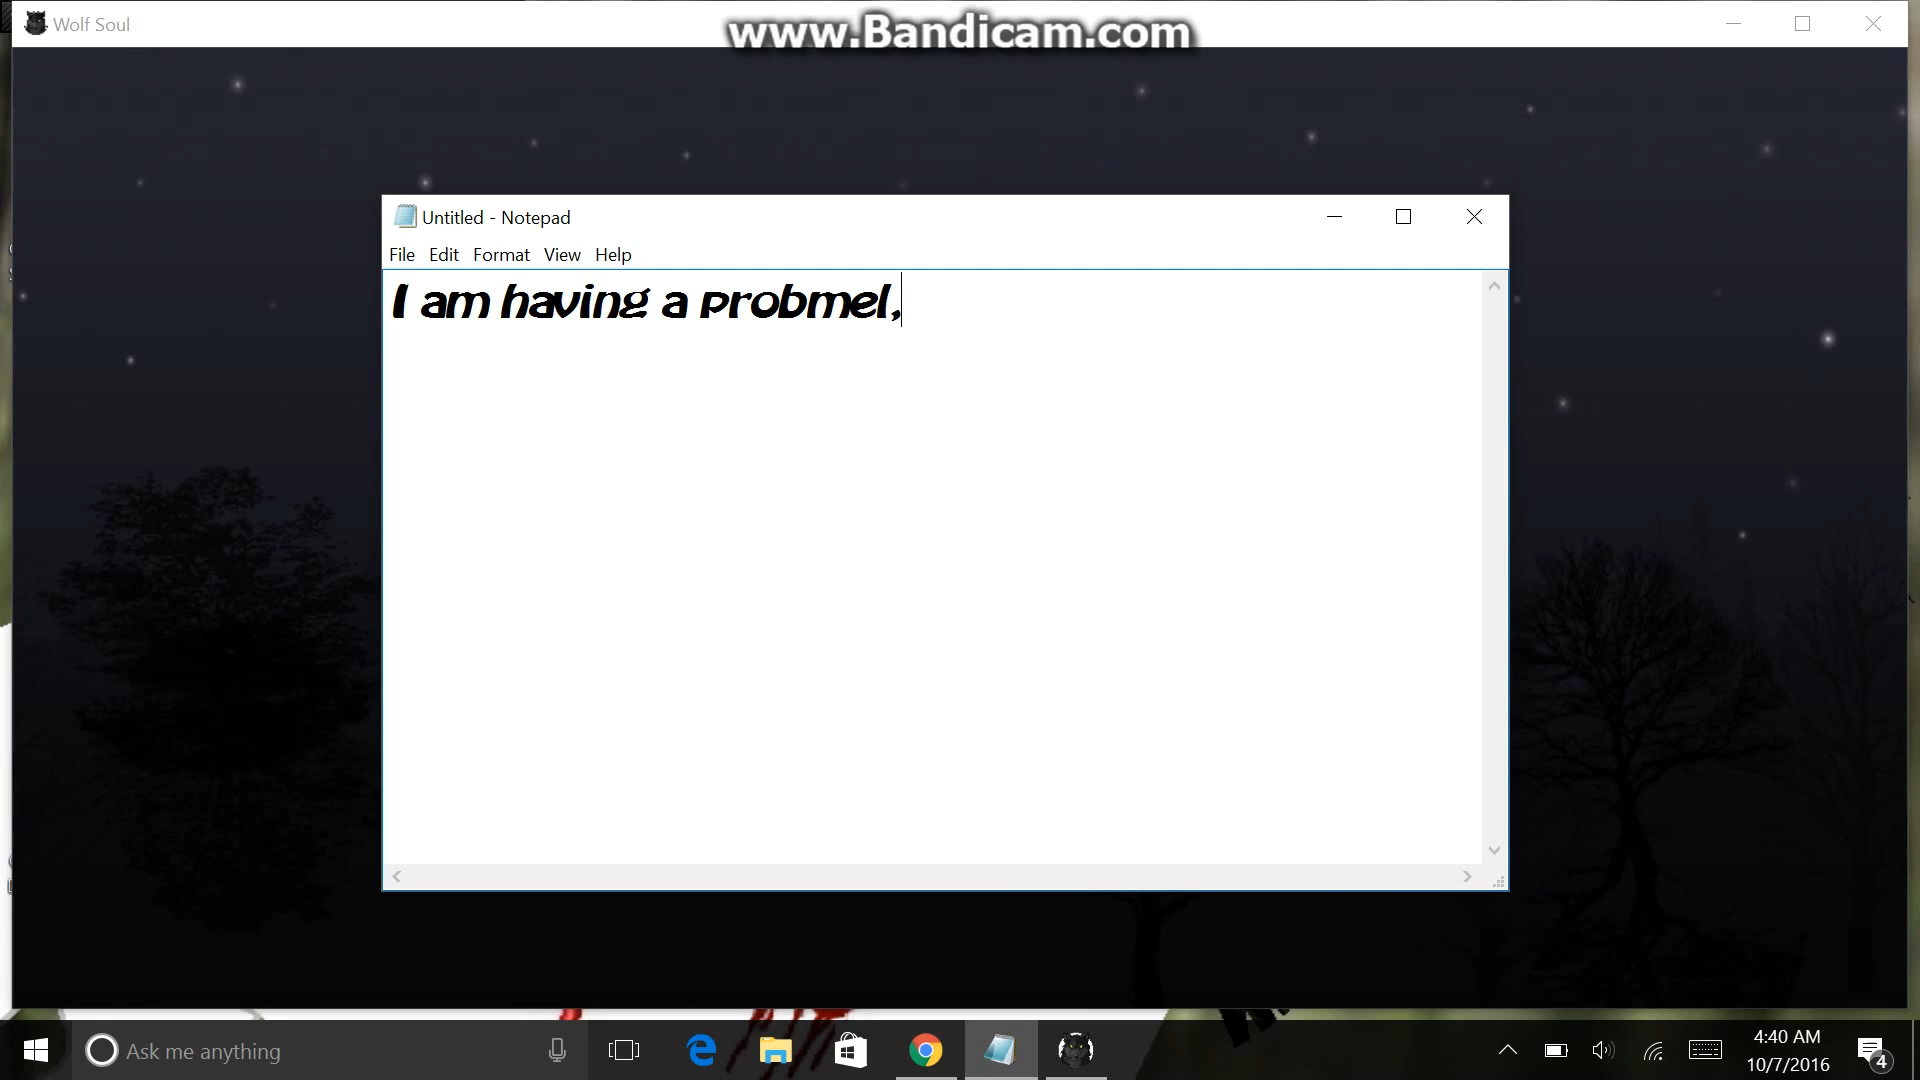 Wolf Soul
www.Bandicam.com
Untitled - Notepad
File Edit Format View Help
I am having a probmel,
Ask me anything
4:40 AM
10/7/2016
4